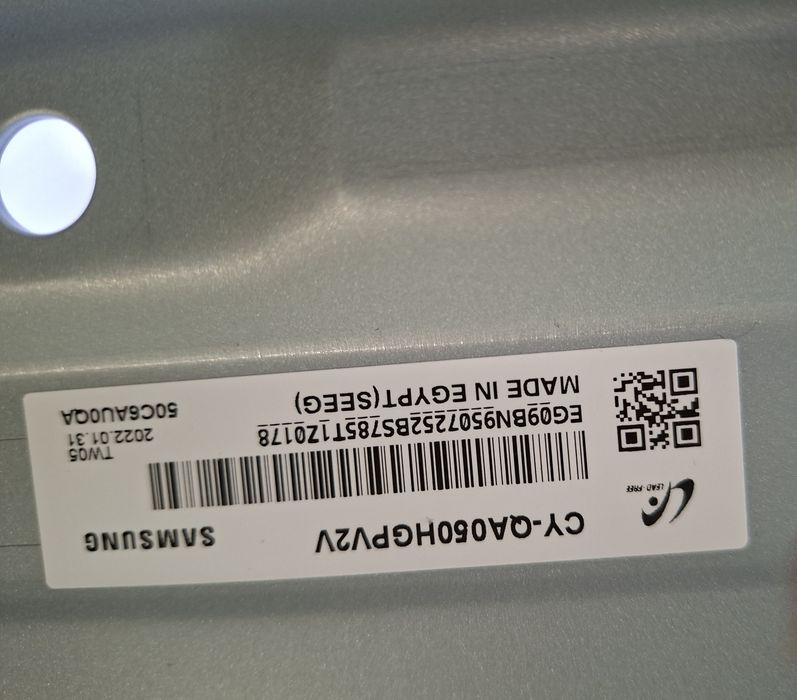 CY-QA050HGPV2V
SAMSUNG
LEAD-FREE
EG09BN9507252BS785T1Z0178
TW05
2022.01.31
MADE IN EGYPT(SEEG)
50C6AU0QA